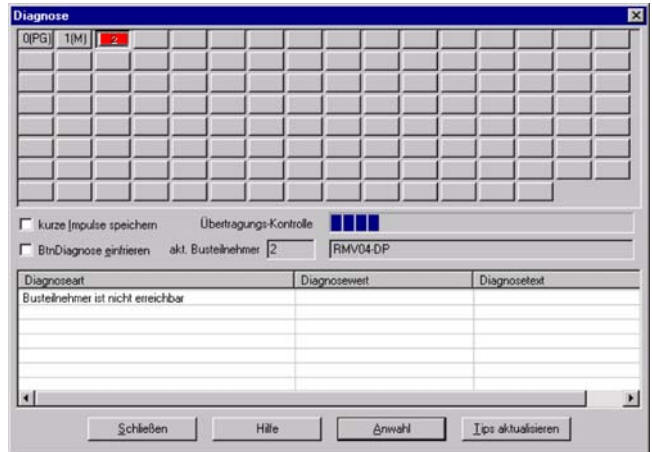 Diagnose
0(PG) 1(M) 2
kurze Impulse speichern Übertragungs-Kontrolle
BtnDiagnose einfrieren akt. Busteilnehmer 2 RMV04-DP
Diagnoseart Diagnosewert Diagnosetext
Busteilnehmer ist nicht erreichbar
Schließen Hilfe Anwahl Tips aktualisieren